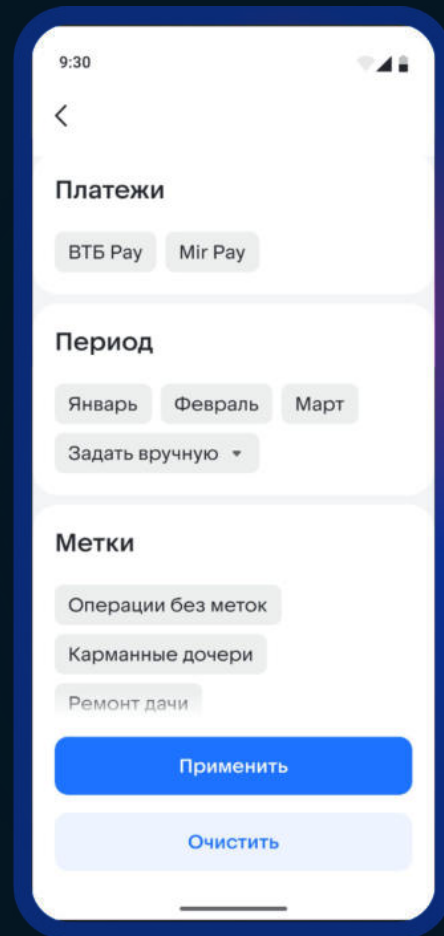 9:30
Платежи
ВТБ Pay Mir Pay
Период
Январь Февраль Март
Задать вручную
Метки
Операции без меток
Карманные дочери
Ремонт дачи
Применить
Очистить